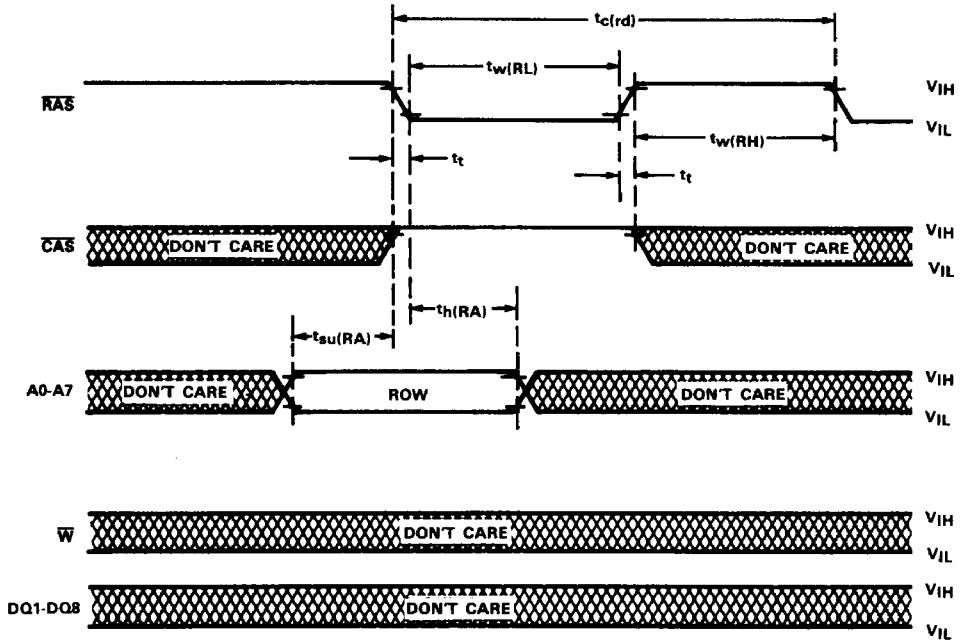 tc(rd)
tw(RL)
R̅A̅S̅
VIH
VIL
tw(RH)
tt
tt
C̅A̅S̅
DON'T CARE
DON'T CARE
VIH
VIL
th(RA)
tsu(RA)
A0-A7
DON'T CARE
ROW
DON'T CARE
VIH
VIL
W̅
DON'T CARE
VIH
VIL
DQ1-DQ8
DON'T CARE
VIH
VIL